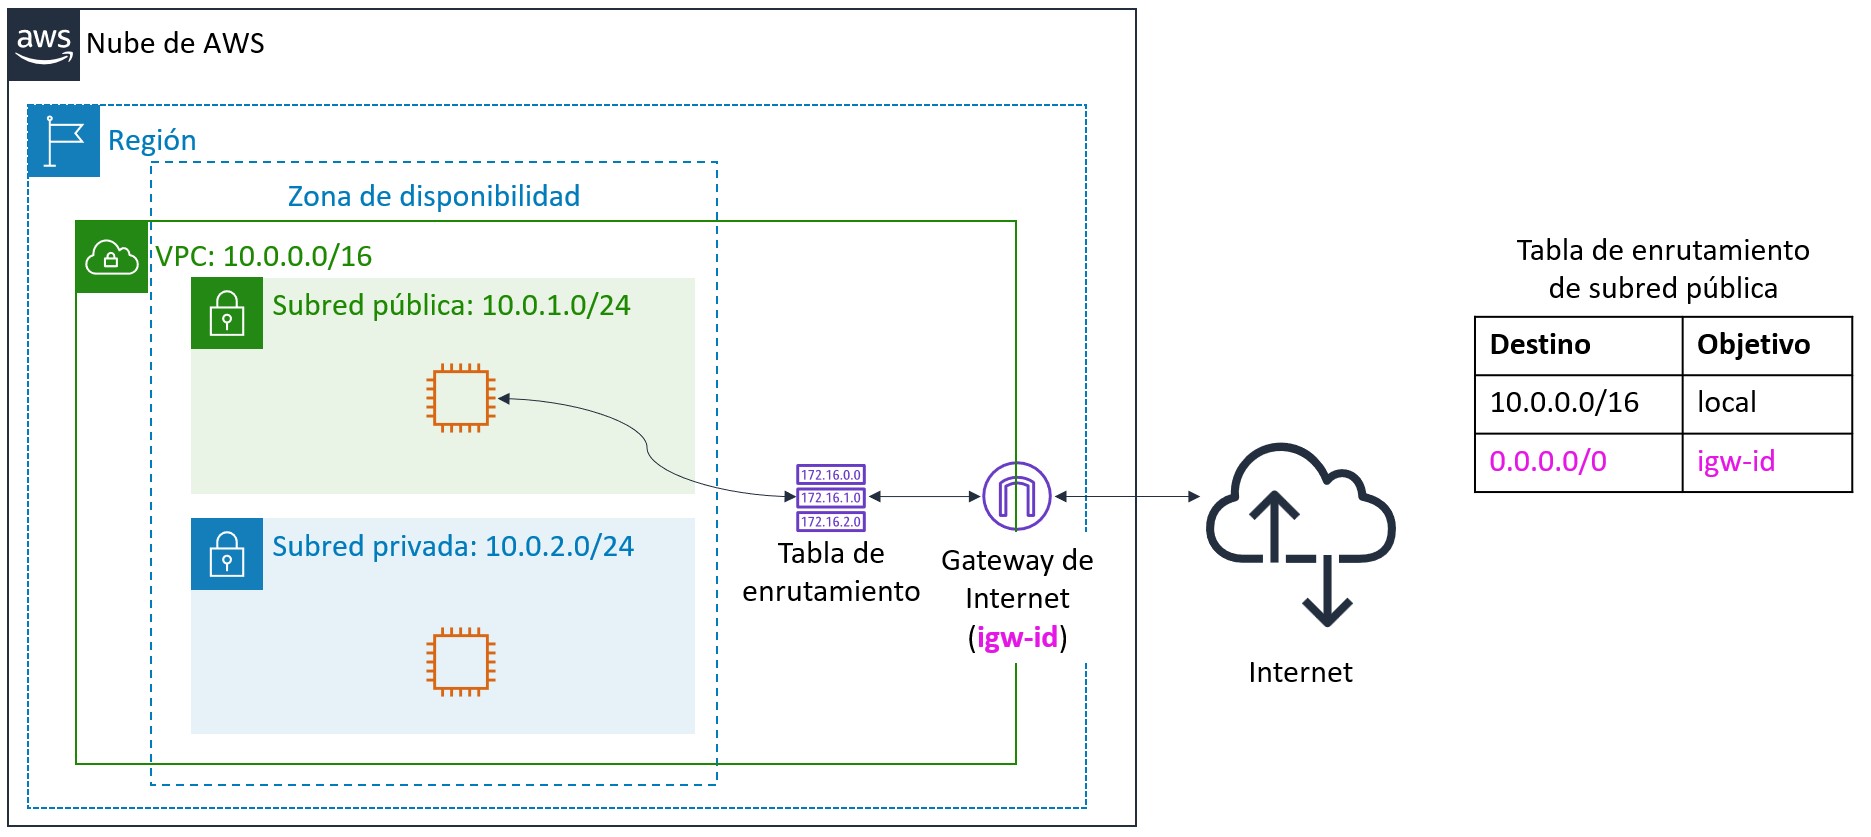 aws
Nube de AWS
Región
Zona de disponibilidad
VPC: 10.0.0.0/16
Subred pública: 10.0.1.0/24
Subred privada: 10.0.2.0/24
172.16.0.0
172.16.1.0
172.16.2.0
Tabla de
enrutamiento
Gateway de
Internet
(igw-id)
Internet
Tabla de enrutamiento
de subred pública
Destino Objetivo
10.0.0.0/16 local
0.0.0.0/0 igw-id